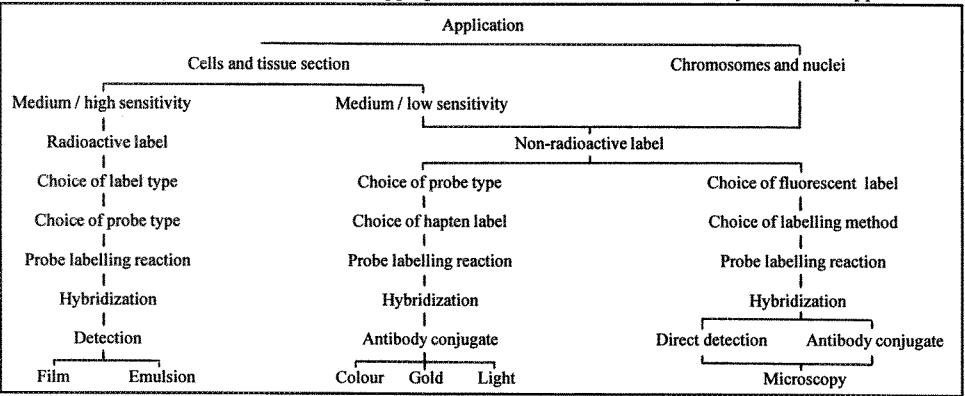 Application
Cells and tissue section Chromosomes and nuclei
Medium / high sensitivity Medium / low sensitivity
Radioactive label Non-radioactive label
Choice of label type Choice of probe type Choice of fluorescent label
Choice of probe type Choice of hapten label Choice of labelling method
Probe labelling reaction Probe labelling reaction Probe labelling reaction
Hybridization Hybridization Hybridization
Detection Antibody conjugate Direct detection Antibody conjugate
Film Emulsion Colour Gold Light Microscopy